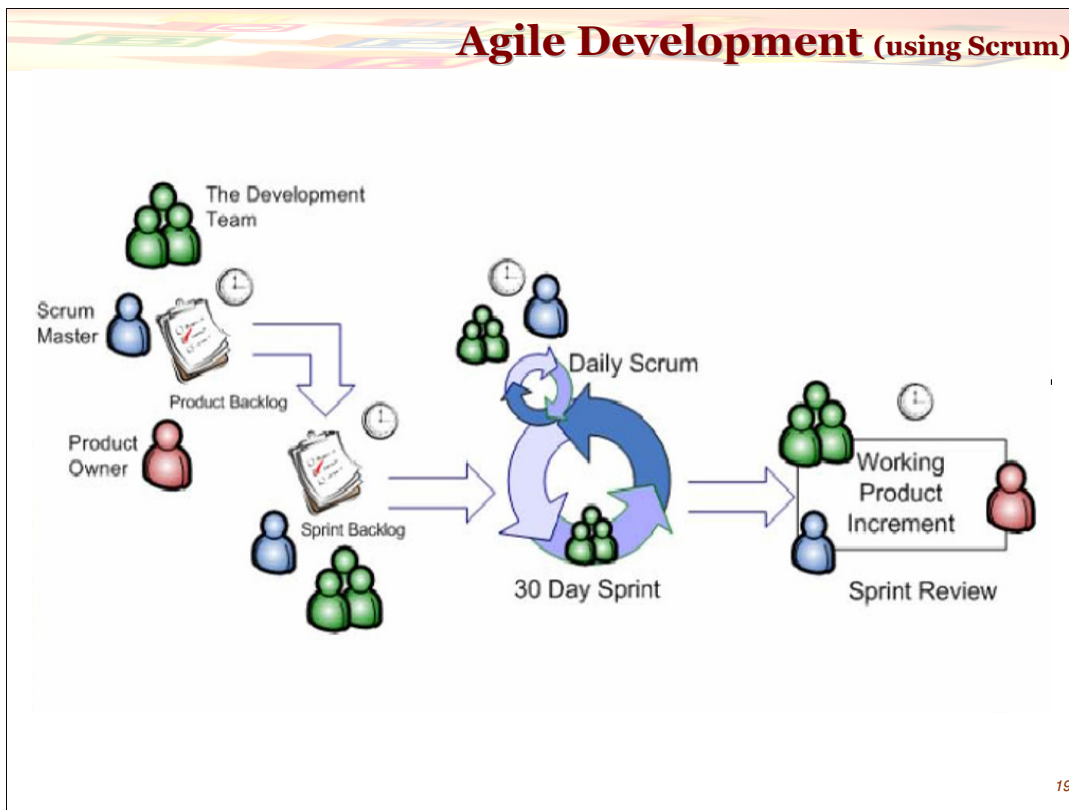 Agile Development (using Scrum)
The Development
Team
Scrum
Master
Product Backlog
Product
Owner
Sprint Backlog
Daily Scrum
30 Day Sprint
Working
Product
Increment
Sprint Review
19